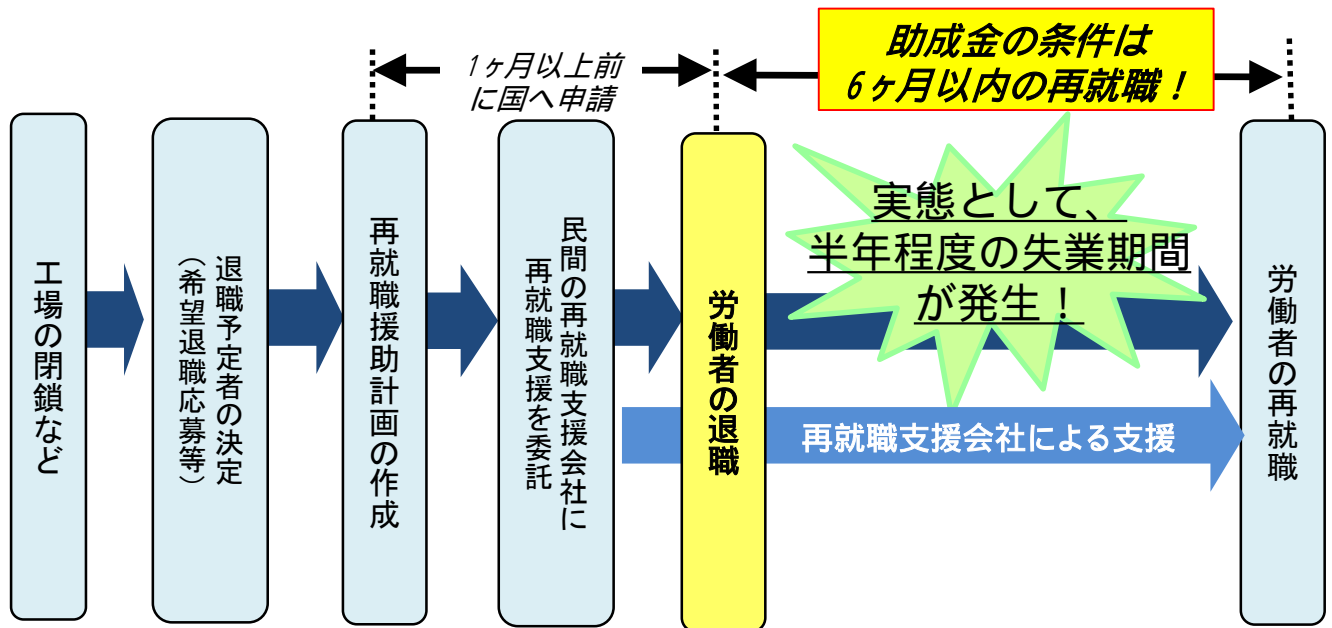 1ヶ月以上前
に国へ申請
助成金の条件は
6ヶ月以内の再就職！
工場の閉鎖など
退職予定者の決定
（希望退職応募等）
再就職援助計画の作成
民間の再就職支援会社に
再就職支援を委託
労働者の退職
実態として、
半年程度の失業期間
が発生！
再就職支援会社による支援
労働者の再就職